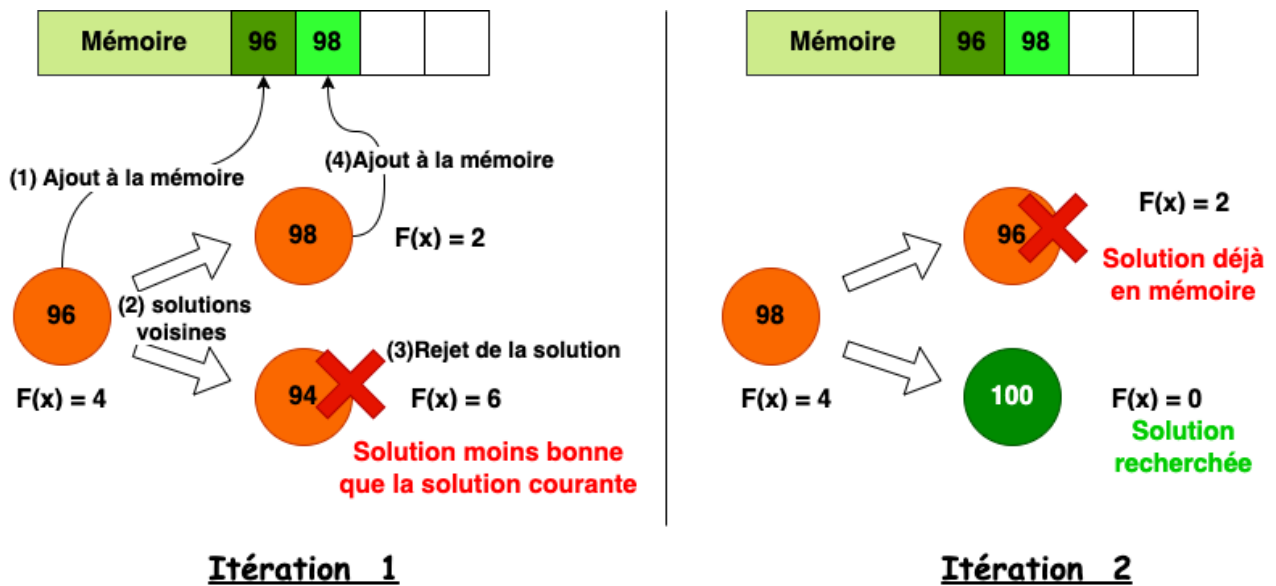 Mémoire 96 98
(1) Ajout à la mémoire
(4)Ajout à la mémoire
98
F(x) = 2
96
(2) solutions
voisines
F(x) = 4
(3)Rejet de la solution
94
F(x) = 6
Solution moins bonne
que la solution courante
Itération 1
Mémoire 96 98
96
F(x) = 2
Solution déjà
en mémoire
98
F(x) = 4
100
F(x) = 0
Solution
recherchée
Itération 2